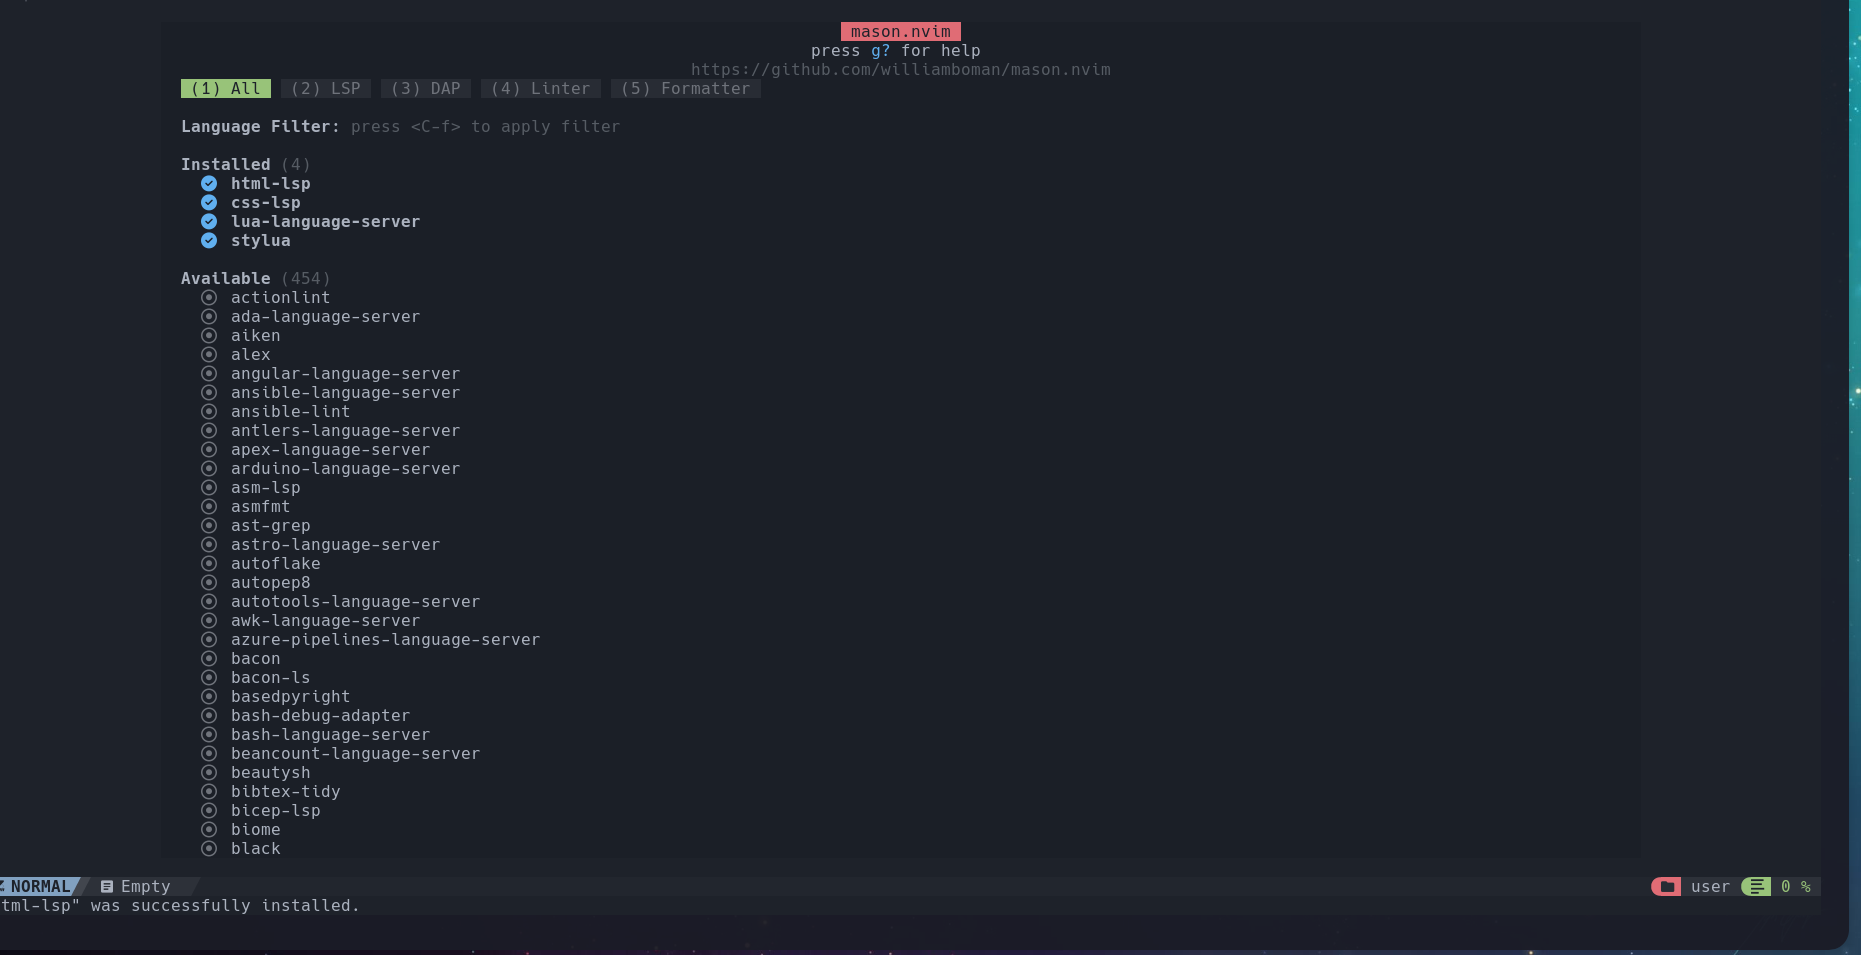 mason.nvim
press g? for help
https://github.com/williamboman/mason.nvim
(1) All (2) LSP (3) DAP (4) Linter (5) Formatter
Language Filter: press <C-f> to apply filter
Installed (4)
html-lsp
css-lsp
lua-language-server
stylua
Available (454)
actionlint
ada-language-server
aiken
alex
angular-language-server
ansible-language-server
ansible-lint
antlers-language-server
apex-language-server
arduino-language-server
asm-lsp
asmfmt
ast-grep
astro-language-server
autoflake
autopep8
autotools-language-server
awk-language-server
azure-pipelines-language-server
bacon
bacon-ls
basedpyright
bash-debug-adapter
bash-language-server
beancount-language-server
beautysh
bibtex-tidy
bicep-lsp
biome
black
NORMAL Empty user 0 %
tml-lsp" was successfully installed.